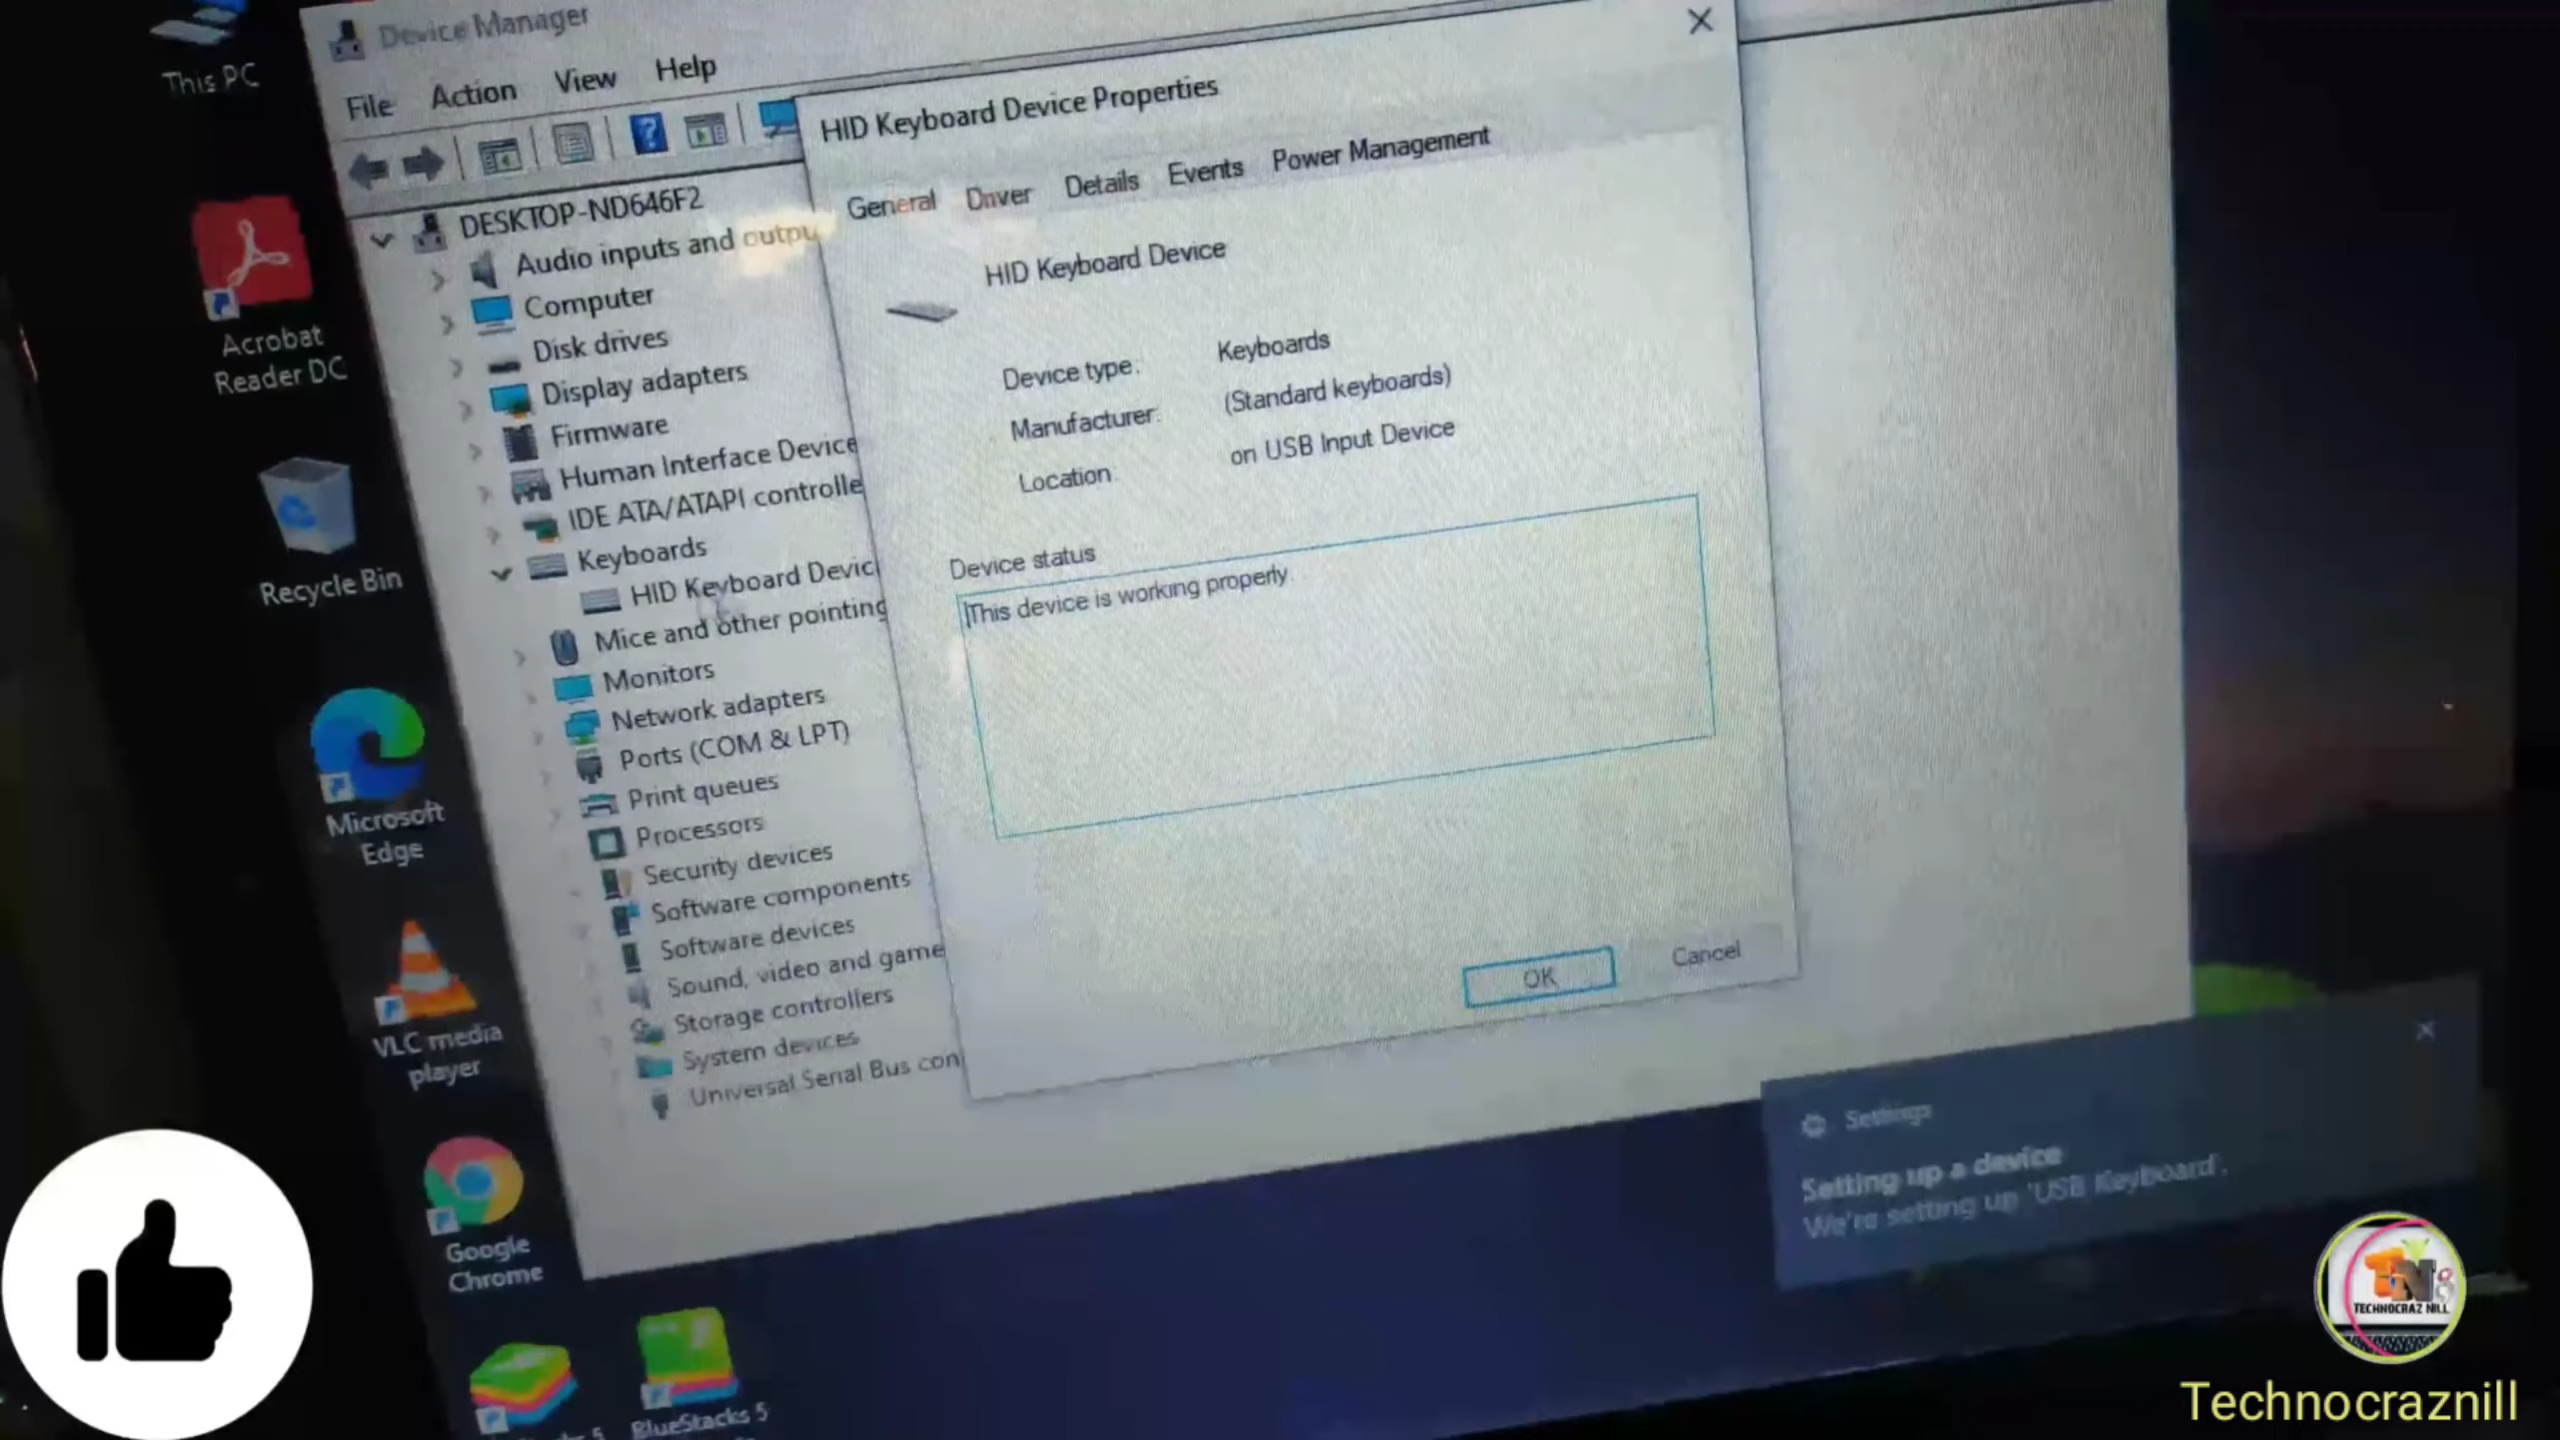 This PC
Acrobat
Reader DC
Recycle Bin
Microsoft
Edge
VLC media
player
Google
Chrome
BlueStacks 5
Device Manager
File Action View Help
DESKTOP-ND646F2
Audio inputs and outpu
Computer
Disk drives
Display adapters
Firmware
Human Interface Device
IDE ATA/ATAPI controlle
Keyboards
HID Keyboard Devic
Mice and other pointing
Monitors
Network adapters
Ports (COM & LPT)
Print queues
Processors
Security devices
Software components
Software devices
Sound, video and game
Storage controllers
System devices
Universal Serial Bus con
HID Keyboard Device Properties
General Driver Details Events Power Management
HID Keyboard Device
Device type: Keyboards
Manufacturer: (Standard keyboards)
Location: on USB Input Device
Device status
This device is working properly.
OK Cancel
Settings
Setting up a device
We're setting up 'USB Keyboard'.
TECHNOCRAZ NILL
Technocraznill